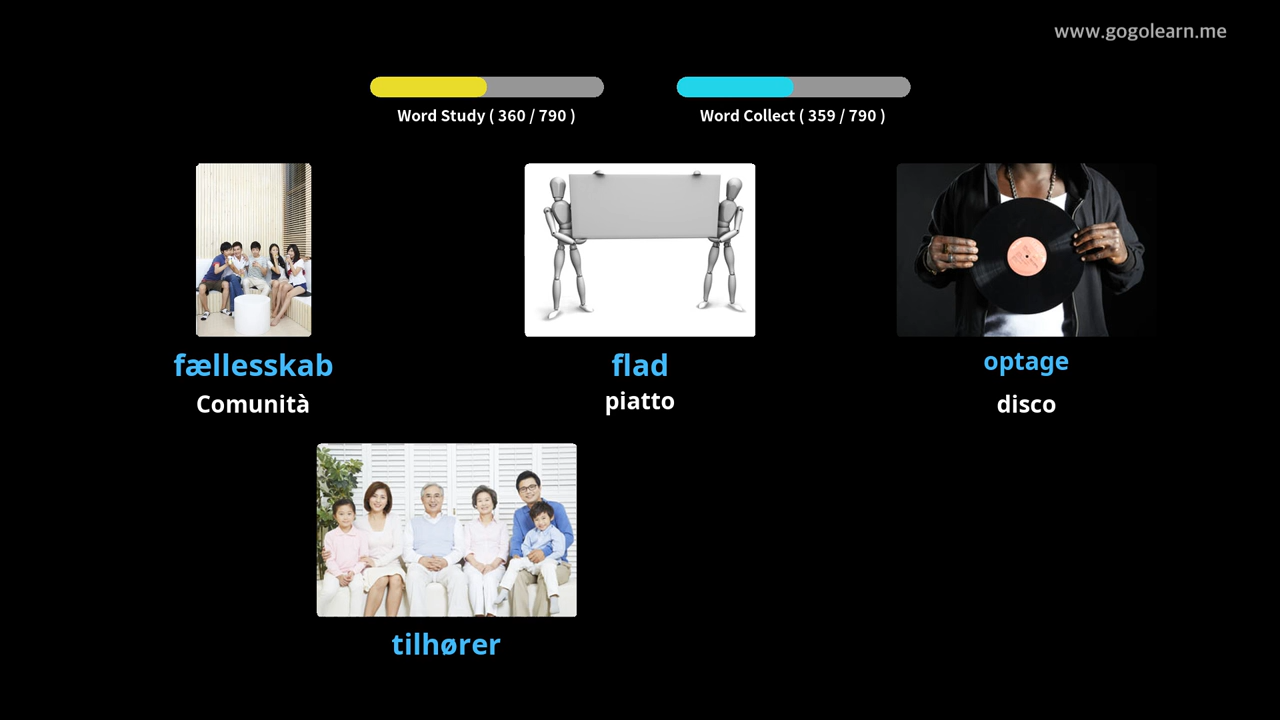 www.gogolearn.me
Word Study ( 360 / 790 )
Word Collect ( 359 / 790 )
fællesskab
Comunità
flad
piatto
optage
disco
tilhører